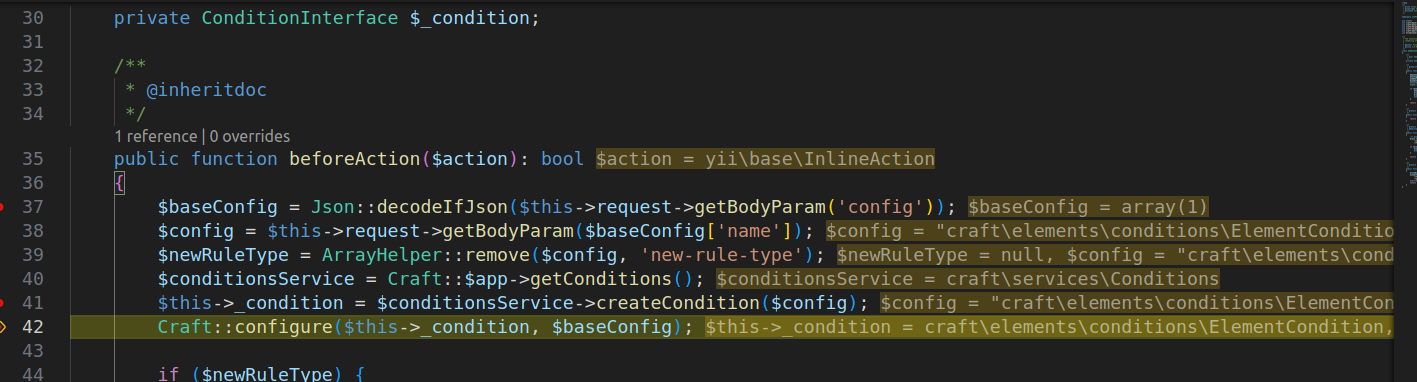 30 private ConditionInterface $_condition;
31
32 /**
33 * @inheritdoc
34 */
1 reference | 0 overrides
35 public function beforeAction($action): bool $action = yii\base\InlineAction
36 {
37 $baseConfig = Json::decodeIfJson($this->request->getBodyParam('config')); $baseConfig = array(1)
38 $config = $this->request->getBodyParam($baseConfig['name']); $config = "craft\elements\conditions\ElementConditio
39 $newRuleType = ArrayHelper::remove($config, 'new-rule-type'); $newRuleType = null, $config = "craft\elements\cond
40 $conditionsService = Craft::$app->getConditions(); $conditionsService = craft\services\Conditions
41 $this->_condition = $conditionsService->createCondition($config); $config = "craft\elements\conditions\ElementCon
42 Craft::configure($this->_condition, $baseConfig); $this->_condition = craft\elements\conditions\ElementCondition,
43
44 if ($newRuleType) {